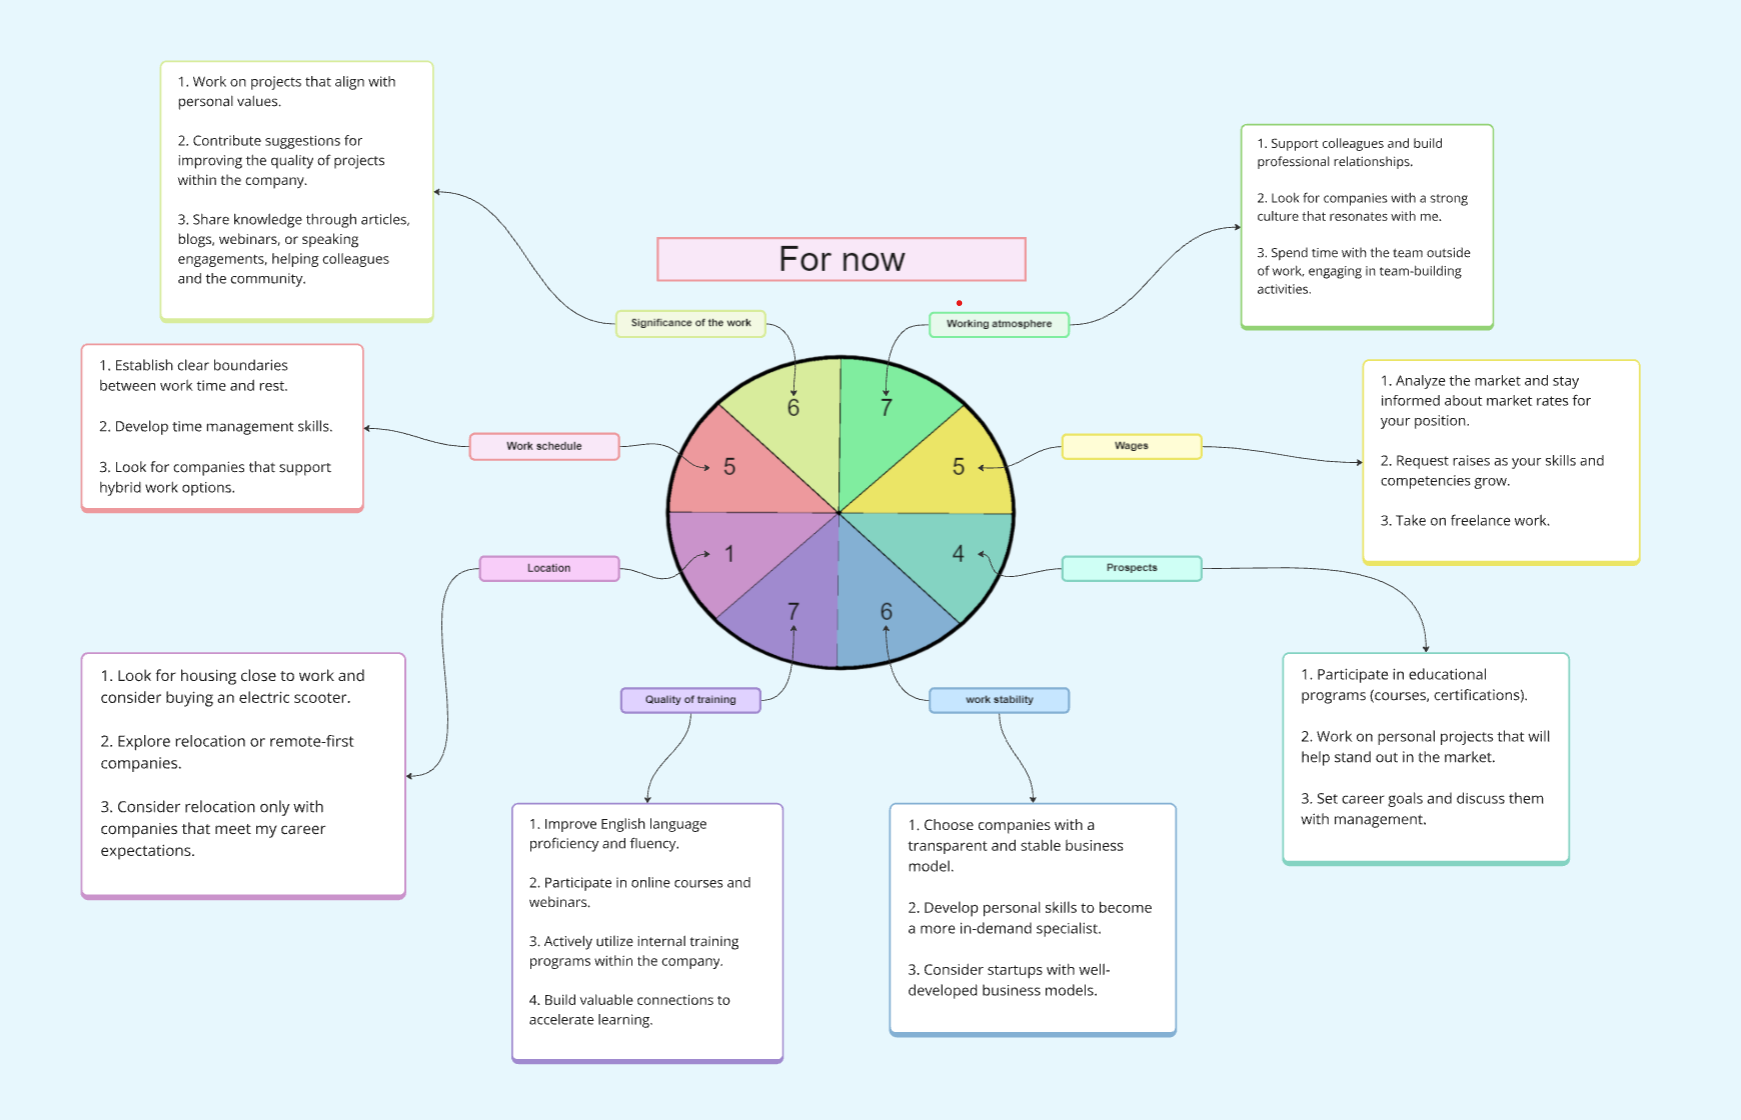 For now
Significance of the work
6
1. Work on projects that align with
personal values.
2. Contribute suggestions for
improving the quality of projects
within the company.
3. Share knowledge through articles,
blogs, webinars, or speaking
engagements, helping colleagues
and the community.
Working atmosphere
7
1. Support colleagues and build
professional relationships.
2. Look for companies with a strong
culture that resonates with me.
3. Spend time with the team outside
of work, engaging in team-building
activities.
Work schedule
5
1. Establish clear boundaries
between work time and rest.
2. Develop time management skills.
3. Look for companies that support
hybrid work options.
Wages
5
1. Analyze the market and stay
informed about market rates for
your position.
2. Request raises as your skills and
competencies grow.
3. Take on freelance work.
Location
1
1. Look for housing close to work and
consider buying an electric scooter.
2. Explore relocation or remote-first
companies.
3. Consider relocation only with
companies that meet my career
expectations.
Prospects
4
1. Participate in educational
programs (courses, certifications).
2. Work on personal projects that will
help stand out in the market.
3. Set career goals and discuss them
with management.
Quality of training
7
1. Improve English language
proficiency and fluency.
2. Participate in online courses and
webinars.
3. Actively utilize internal training
programs within the company.
4. Build valuable connections to
accelerate learning.
work stability
6
1. Choose companies with a
transparent and stable business
model.
2. Develop personal skills to become
a more in-demand specialist.
3. Consider startups with well-
developed business models.